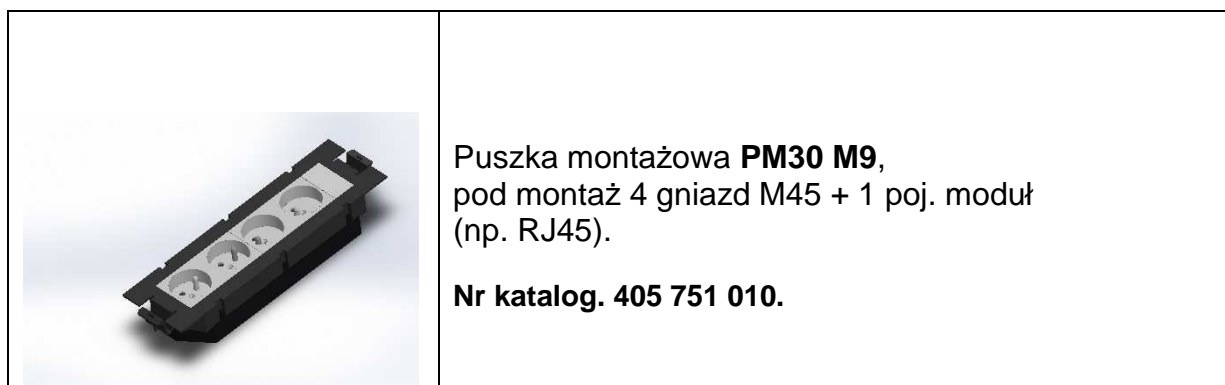 Puszka montażowa PM30 M9,
pod montaż 4 gniazd M45 + 1 poj. moduł
(np. RJ45).
Nr katalog. 405 751 010.